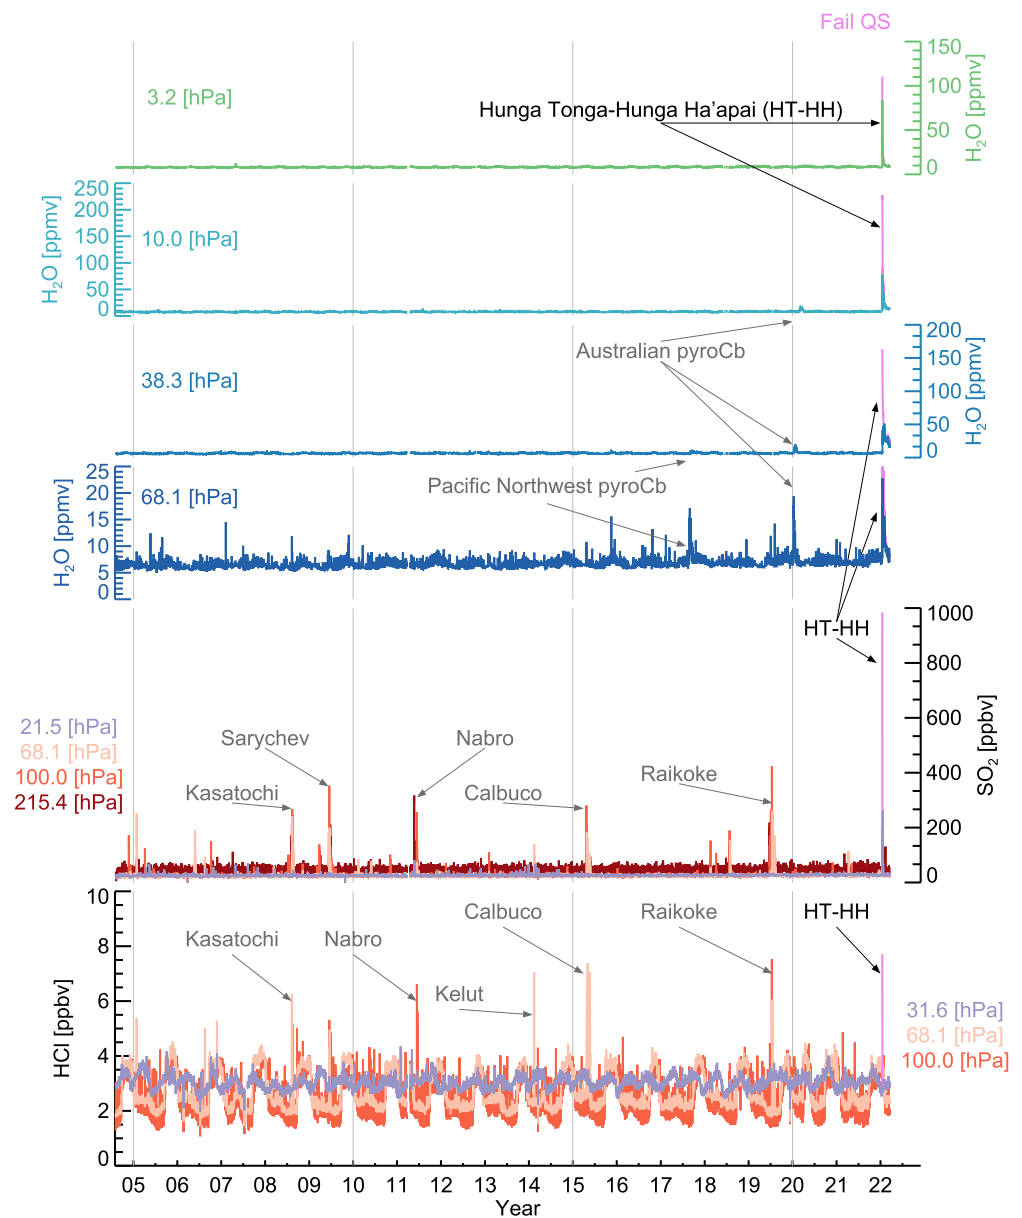 Fail QS
150
100
50
0
H₂O [ppmv]
3.2 [hPa]
Hunga Tonga-Hunga Ha'apai (HT-HH)
250
200
150
100
50
0
H₂O [ppmv]
10.0 [hPa]
Australian pyroCb
200
150
100
50
0
H₂O [ppmv]
38.3 [hPa]
Pacific Northwest pyroCb
25
20
15
10
5
0
H₂O [ppmv]
68.1 [hPa]
HT-HH
1000
800
600
400
200
0
SO₂ [ppbv]
21.5 [hPa]
68.1 [hPa]
100.0 [hPa]
215.4 [hPa]
Sarychev
Nabro
Kasatochi
Calbuco
Raikoke
10
8
6
4
2
0
HCl [ppbv]
Calbuco
Raikoke
HT-HH
Kasatochi
Nabro
Kelut
31.6 [hPa]
68.1 [hPa]
100.0 [hPa]
05 06 07 08 09 10 11 12 13 14 15 16 17 18 19 20 21 22
Year